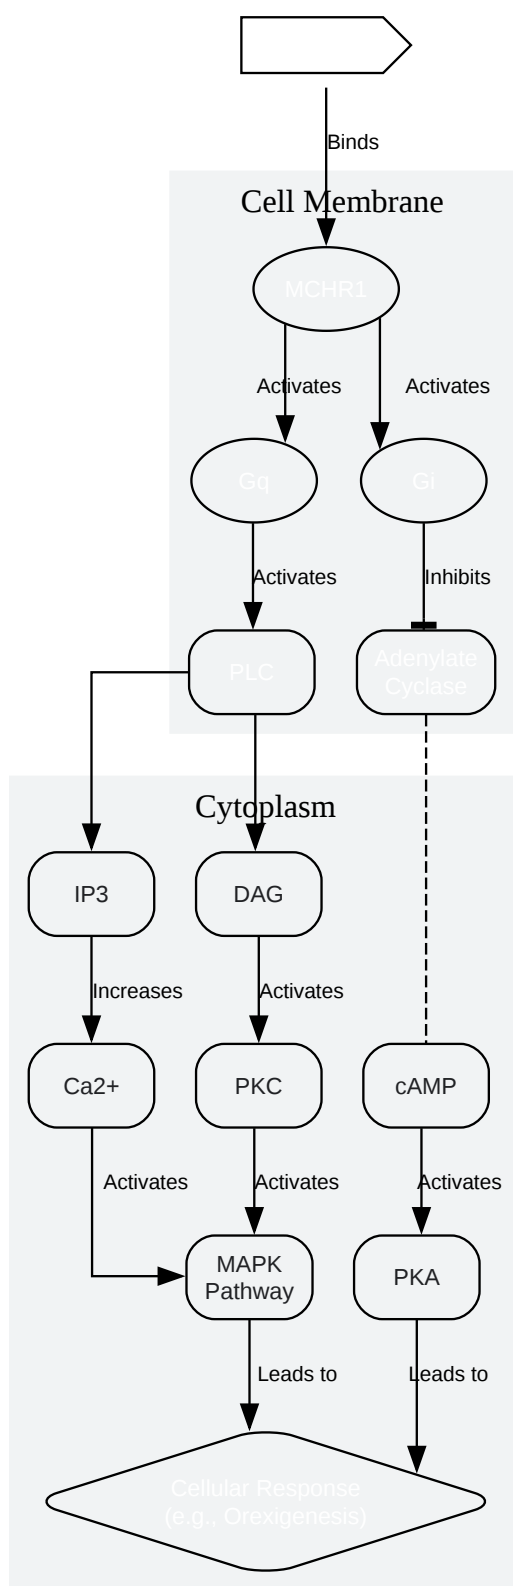 Binds
Cell Membrane
MCHR1
Activates
Activates
Gq
Gi
Activates
Inhibits
PLC
Adenylate
Cyclase
Cytoplasm
IP3
DAG
Increases
Activates
Ca2+
PKC
cAMP
Activates
Activates
Activates
MAPK
Pathway
PKA
Leads to
Leads to
Cellular Response
(e.g., Orexigenesis)